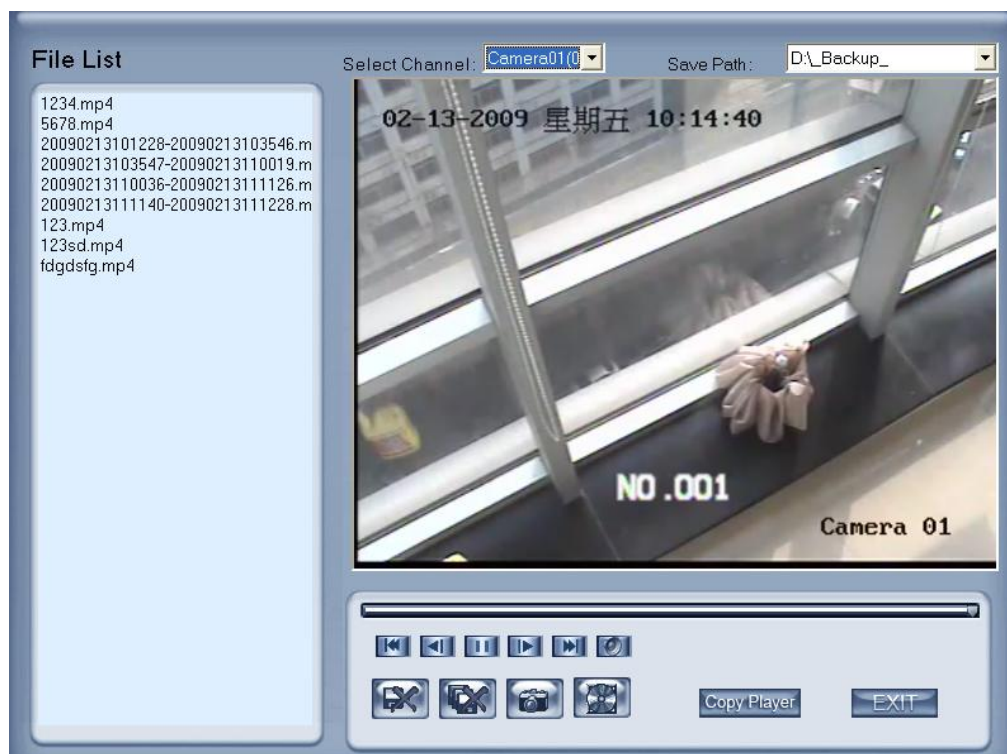 File List
Select Channel: Camera01(0
Save Path: D:\_Backup_
1234.mp4
5678.mp4
20090213101228-20090213103546.m
20090213103547-20090213110019.m
20090213110036-20090213111126.m
20090213111140-20090213111228.m
123.mp4
123sd.mp4
fdgdsfg.mp4
02-13-2009 星期五 10:14:40
NO.001
Camera 01
Copy Player
EXIT